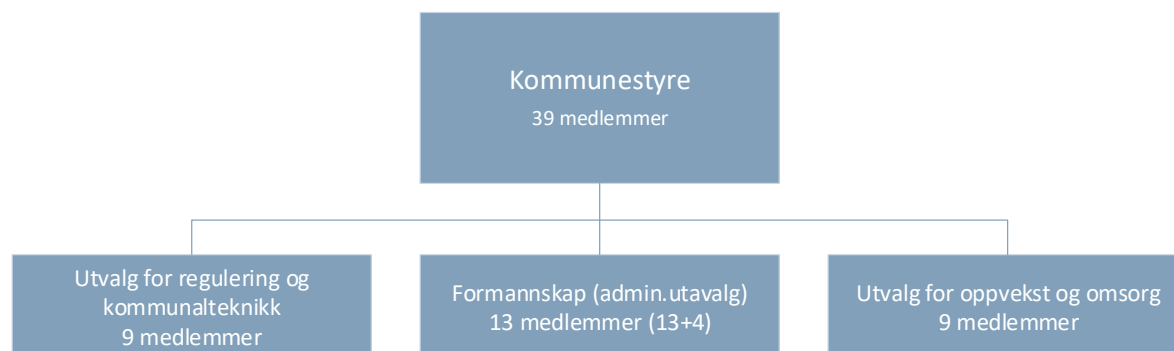 Kommunestyre
39 medlemmer
Utvalg for regulering og
kommunalteknikk
9 medlemmer
Formannskap (admin.utavalg)
13 medlemmer (13+4)
Utvalg for oppvekst og omsorg
9 medlemmer